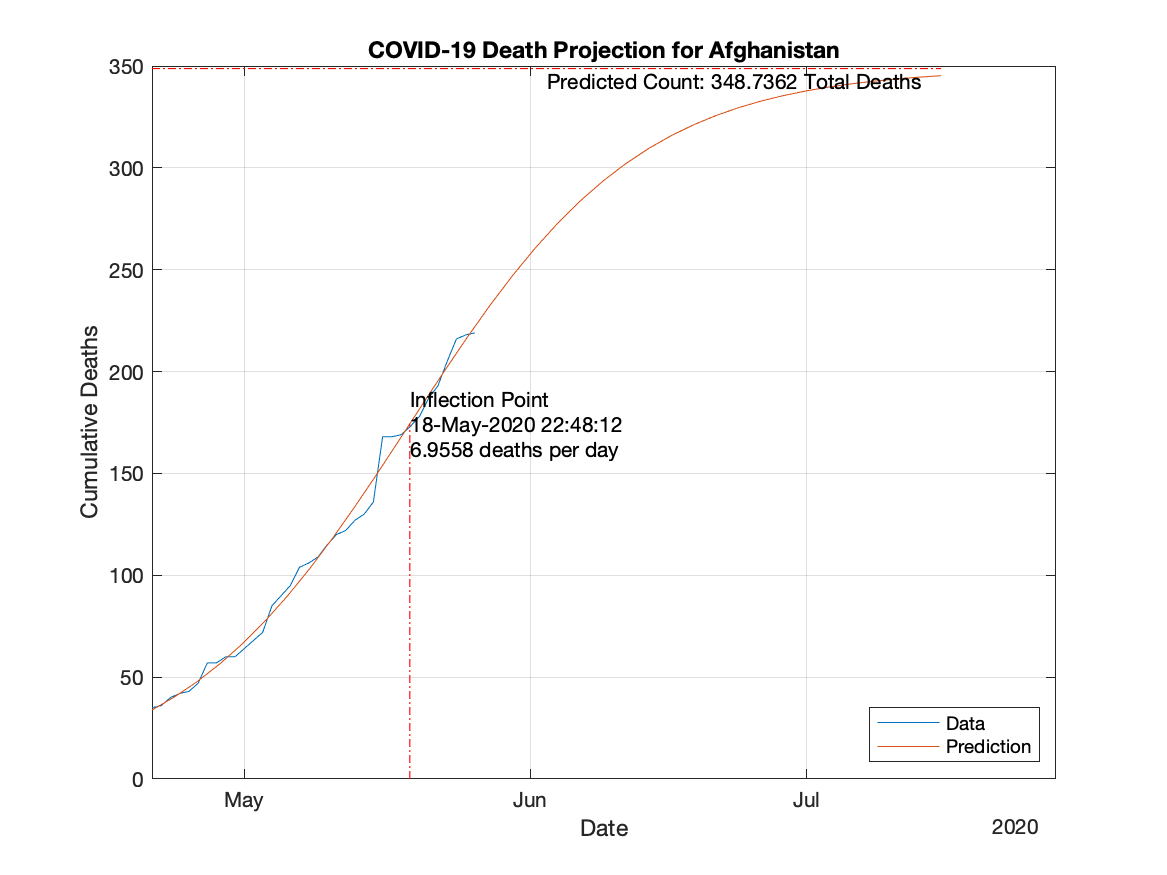 COVID-19 Death Projection for Afghanistan
350
Predicted Count: 348.7362 Total Deaths
300
250
200
Inflection Point
18-May-2020 22:48:12
6.9558 deaths per day
150
100
50
0
Cumulative Deaths
Data
Prediction
May
Jun
Jul
Date
2020